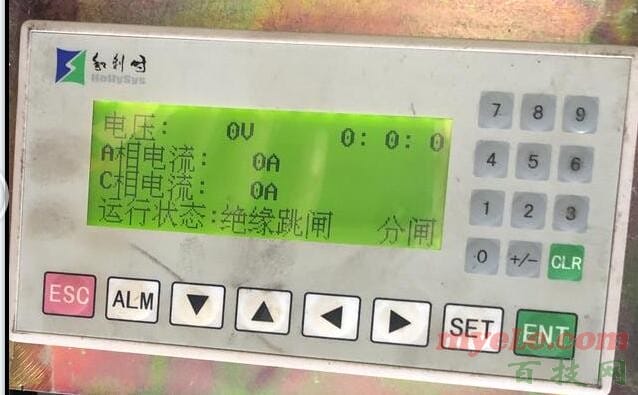 和利时
HollySys
电压: 0V 0: 0: 0
A相电流: 0A
C相电流: 0A
运行状态:绝缘跳闸 分闸
7 8 9
4 5 6
1 2 3
0 +/- CLR
ESC ALM ▼ ▲ ◀ ▶ SET ENT
myebt.com
百技网